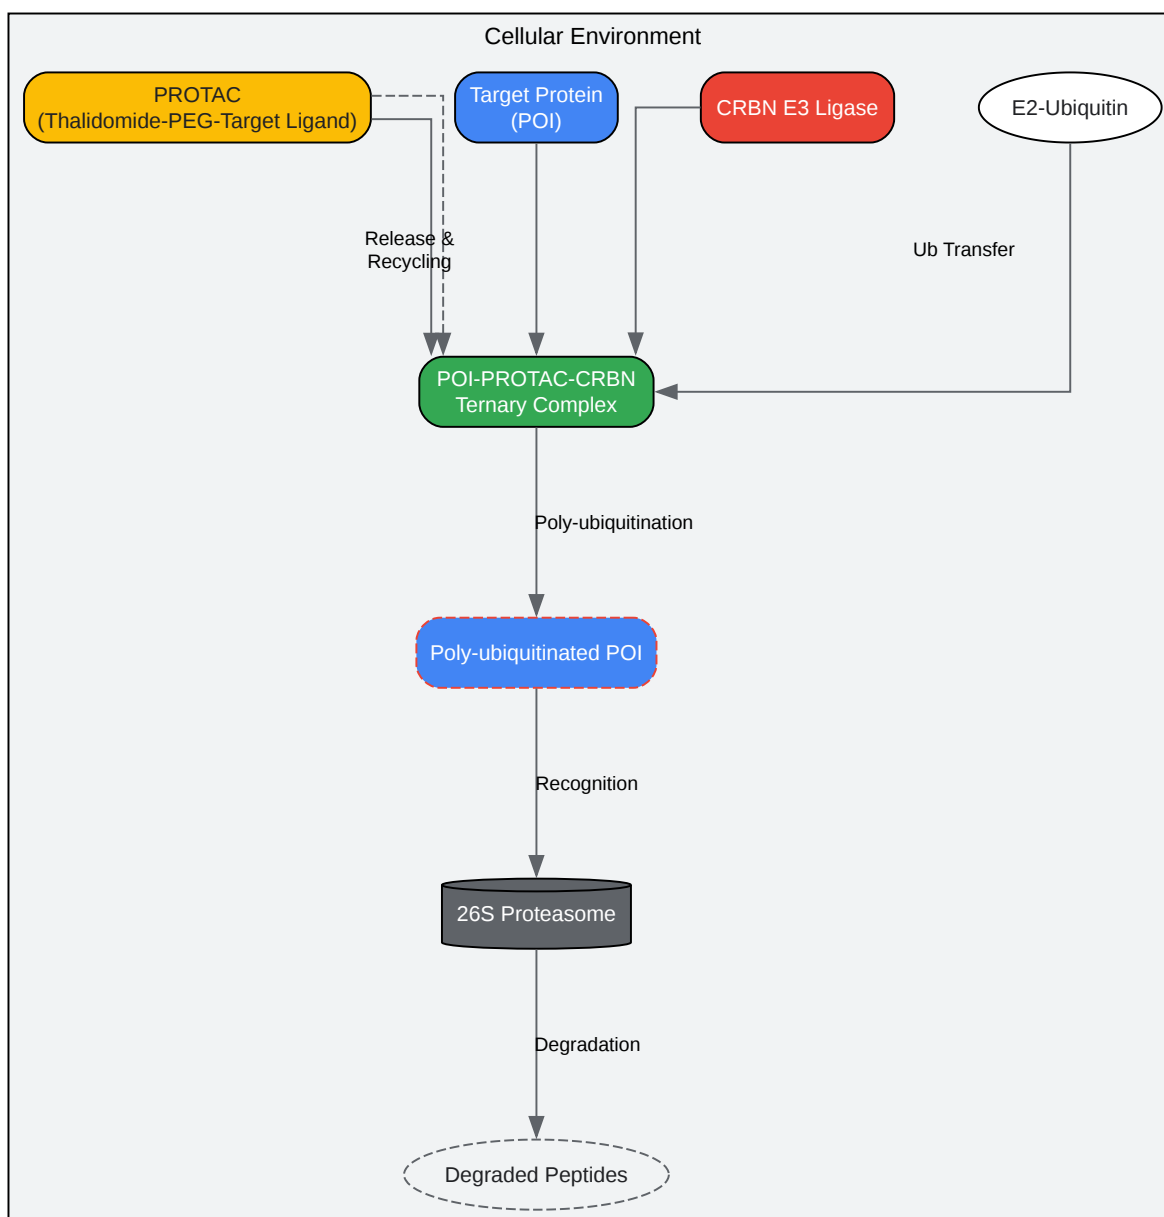 Cellular Environment
PROTAC
(Thalidomide-PEG-Target Ligand)
Target Protein
(POI)
CRBN E3 Ligase
E2-Ubiquitin
Release &
Recycling
Ub Transfer
POI-PROTAC-CRBN
Ternary Complex
Poly-ubiquitination
Poly-ubiquitinated POI
Recognition
26S Proteasome
Degradation
Degraded Peptides